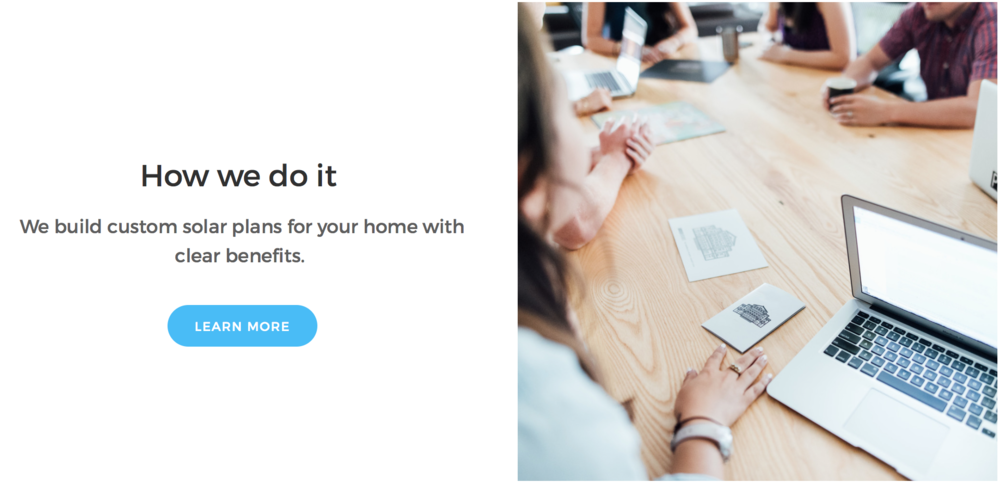 How we do it
We build custom solar plans for your home with
clear benefits.
LEARN MORE